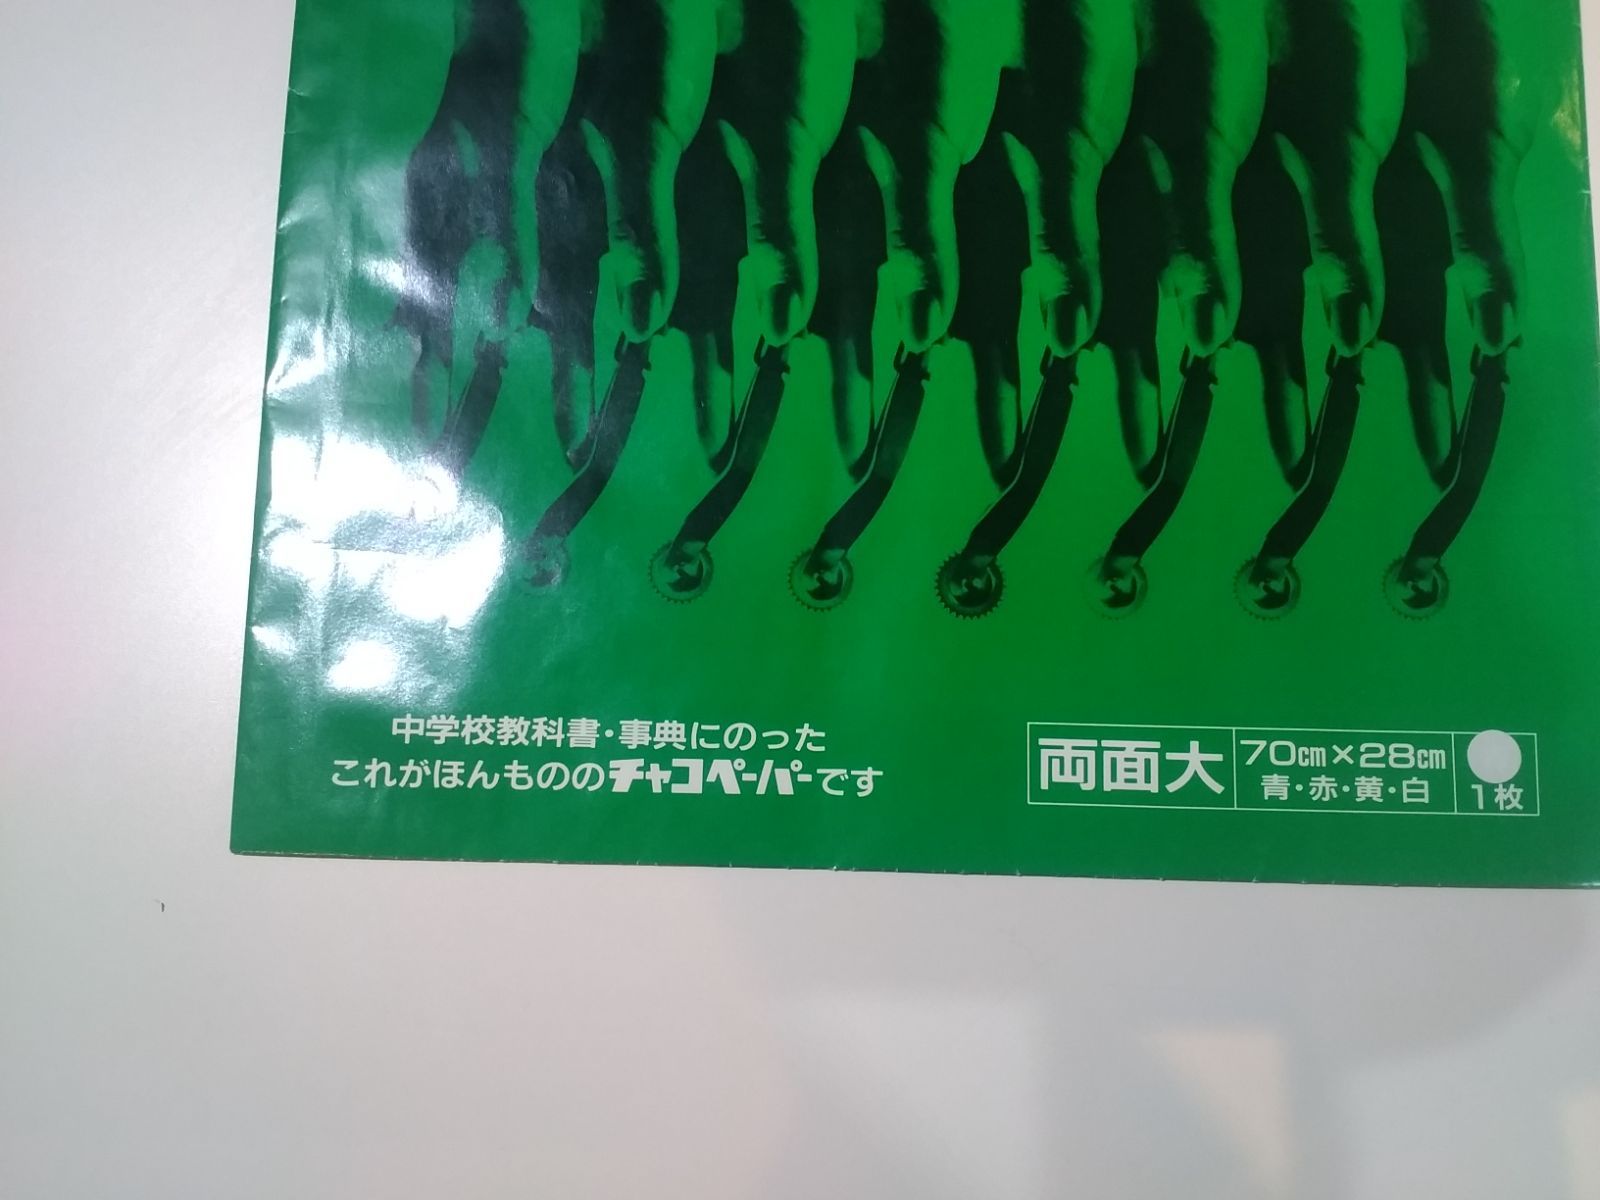 中学校教科書・事典にのった
これがほんもののチャコペーパーです
両面大
70cm×28cm
青・赤・黄・白
1枚